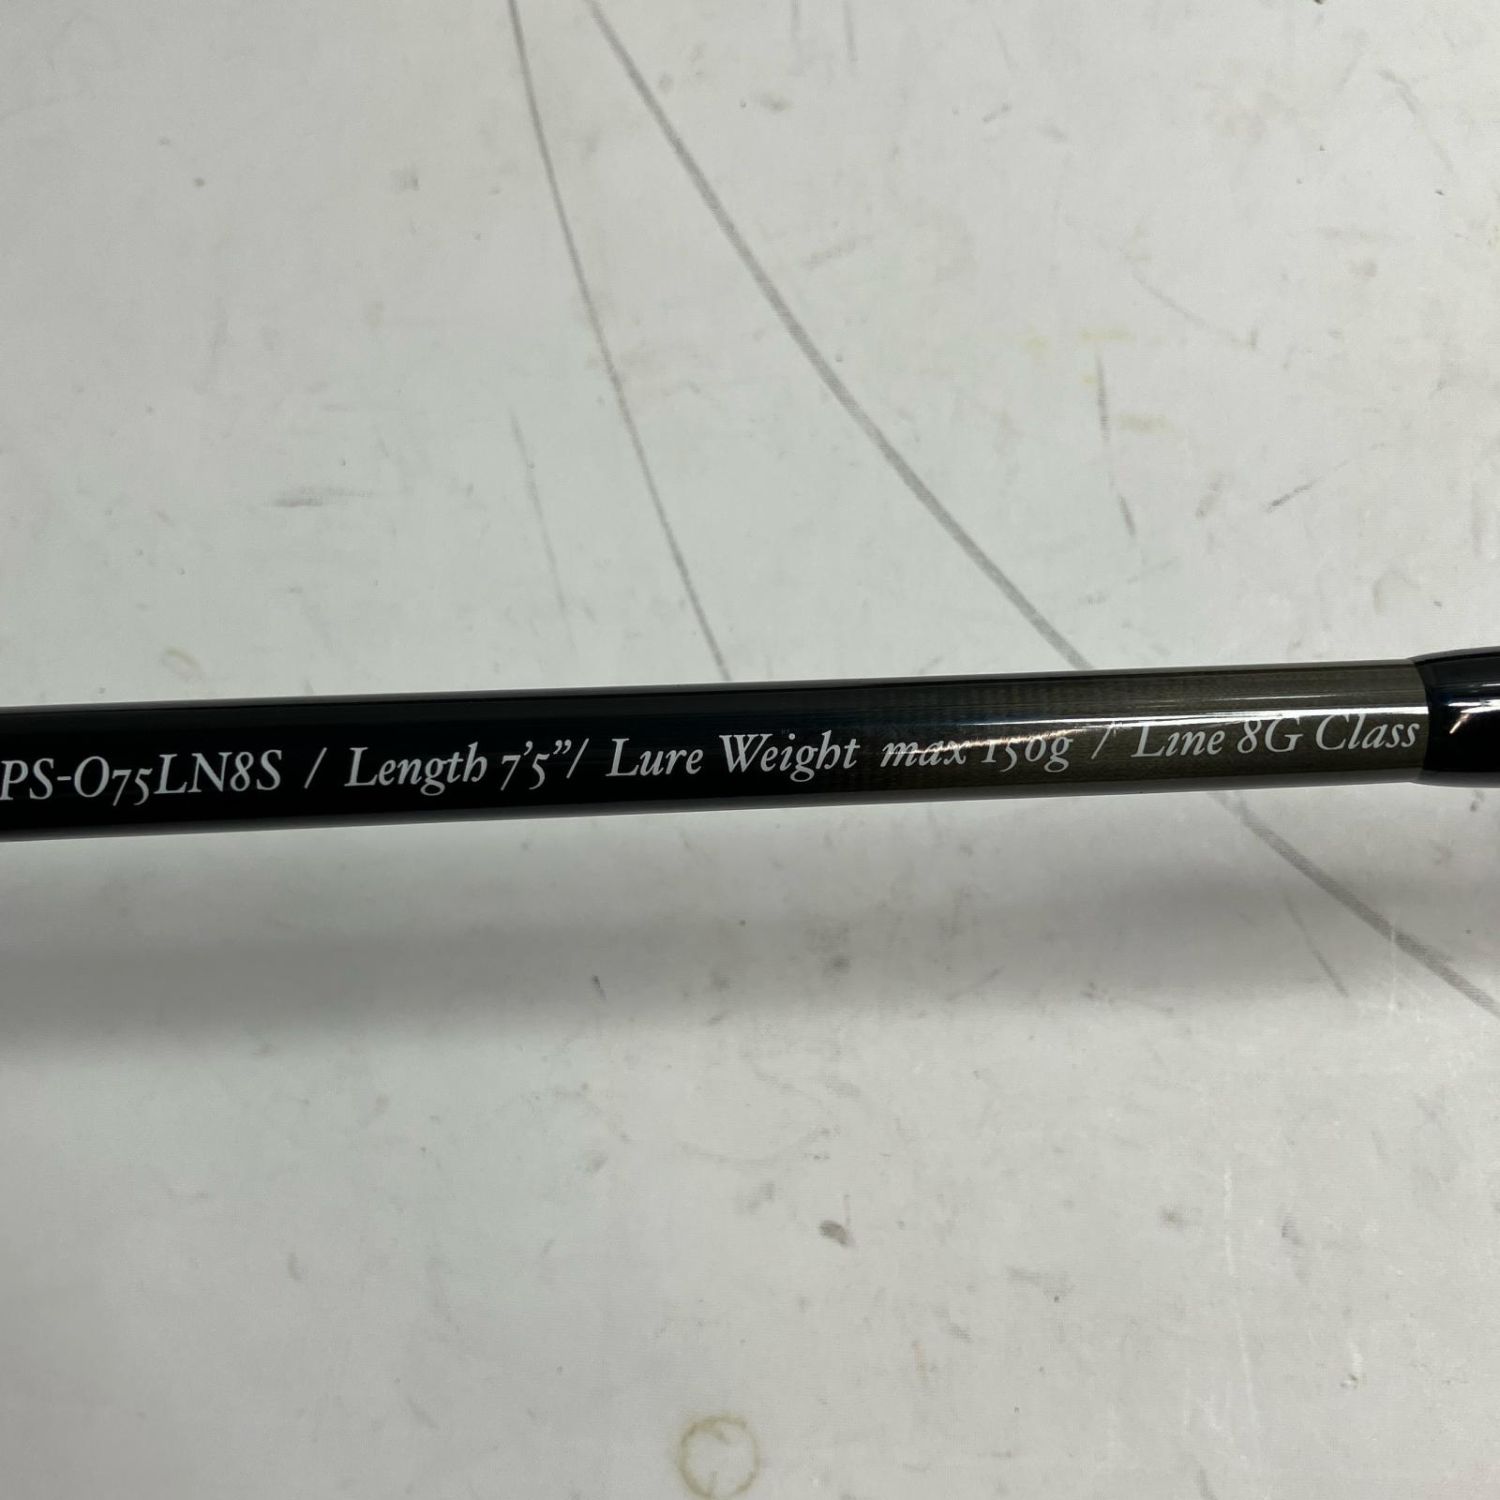 PS-O75LN8S / Length 7'5"/ Lure Weight max 150g / Line 8G Class